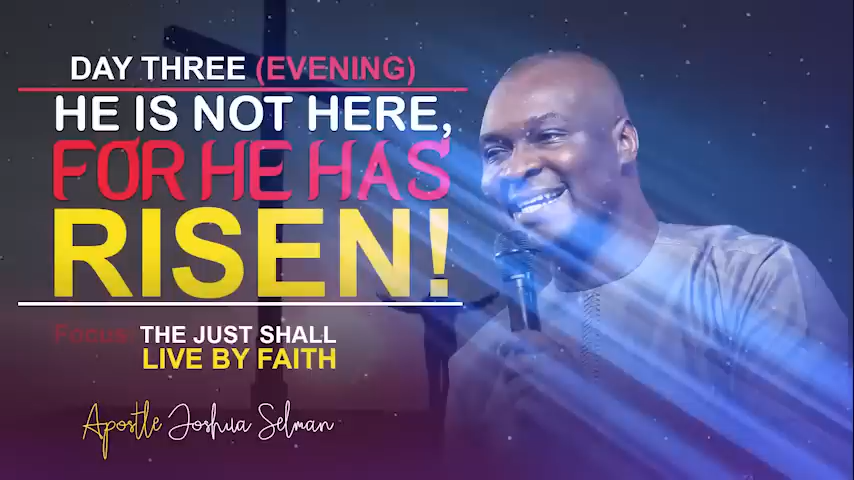 DAY THREE (EVENING)
HE IS NOT HERE,
FOR HE HAS
RISEN!
Focus: THE JUST SHALL
LIVE BY FAITH
Apostle Joshua Selman